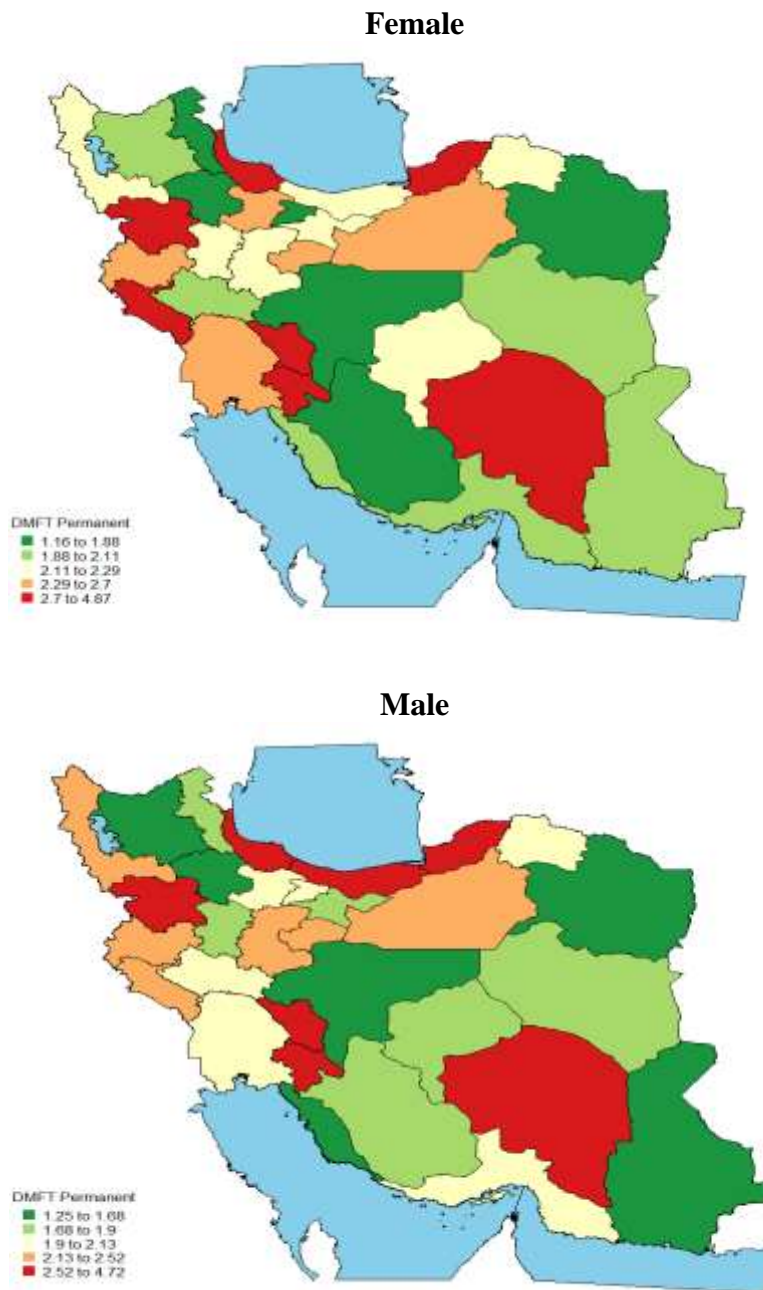 Female
DMFT Permanent
1.16 to 1.88
1.88 to 2.11
2.11 to 2.29
2.29 to 2.7
2.7 to 4.87
Male
DMFT Permanent
1.25 to 1.68
1.68 to 1.9
1.9 to 2.13
2.13 to 2.52
2.52 to 4.72